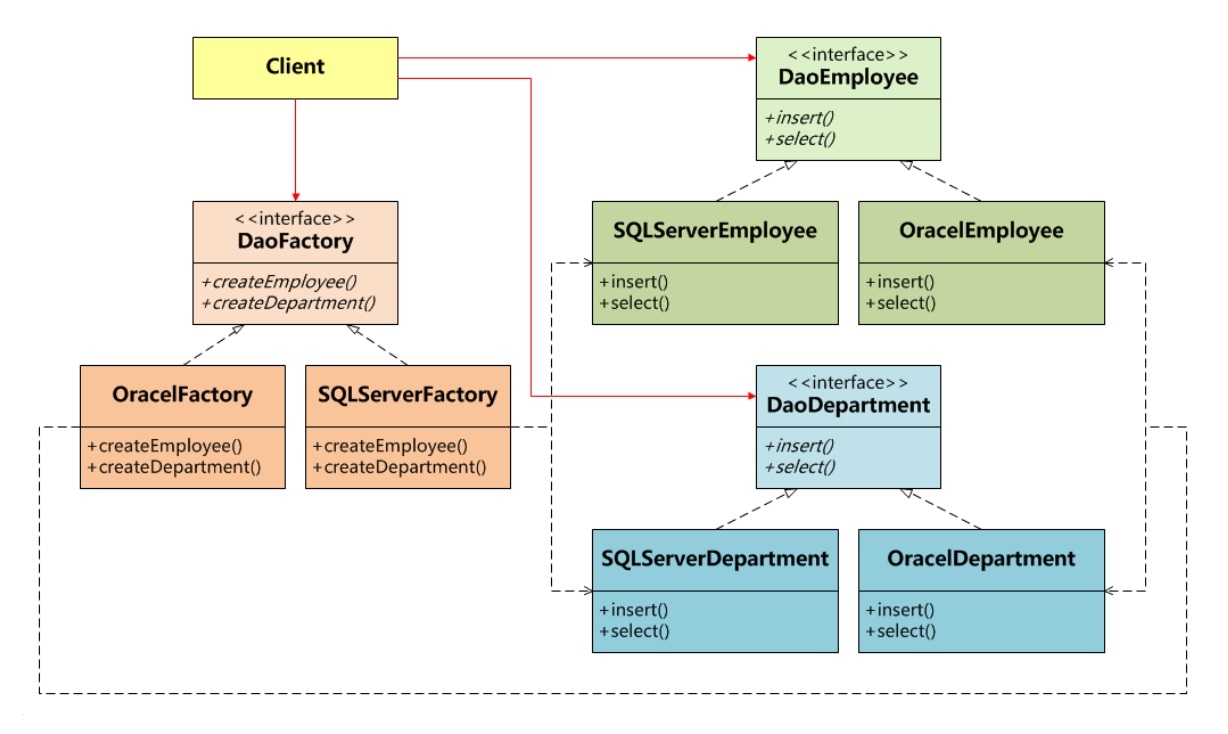 Client
<<interface>>
DaoEmployee
+insert()
+select()
<<interface>>
DaoFactory
+createEmployee()
+createDepartment()
SQLServerEmployee
+insert()
+select()
OracelEmployee
+insert()
+select()
OracelFactory
+createEmployee()
+createDepartment()
SQLServerFactory
+createEmployee()
+createDepartment()
<<interface>>
DaoDepartment
+insert()
+select()
SQLServerDepartment
+insert()
+select()
OracelDepartment
+insert()
+select()